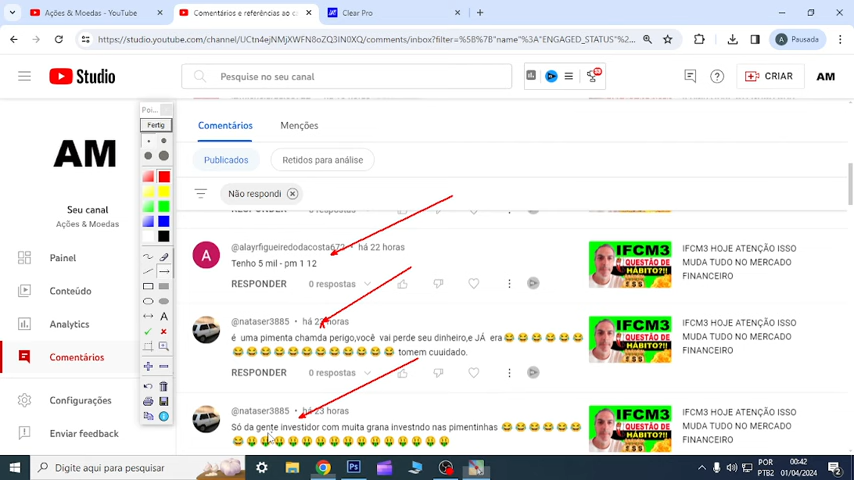 Ações & Moedas - YouTube
Comentários e referências ao c
Clear Pro
https://studio.youtube.com/channel/UCtn4ejNMjXWFN8oZQ3IN0XQ/comments/inbox?filter=%5B%7B"name"%3A"ENGAGED_STATUS"%2...
Pausada
Studio
Pesquise no seu canal
CRIAR
AM
Poi...
Fertig
AM
Seu canal
Ações & Moedas
Painel
Conteúdo
Analytics
Comentários
Configurações
Enviar feedback
Comentários
Menções
Publicados
Retidos para análise
Não respondi
@alayrfigueiredodacosta672 • há 22 horas
Tenho 5 mil - pm 1 12
RESPONDER
0 respostas
IFCM3
QUESTÃO DE HÁBITO?!!
IFCM3 HOJE ATENÇÃO ISSO
MUDA TUDO NO MERCADO
FINANCEIRO
@nataser3885 • há 22 horas
é uma pimenta chamda perigo,você vai perde seu dinheiro,e JÁ era😂😂😂😂😂😂
😂😂😂😂😂😂😂😂😂😂😂😂 tomem cuuidado.
RESPONDER
0 respostas
IFCM3
QUESTÃO DE HÁBITO?!!
IFCM3 HOJE ATENÇÃO ISSO
MUDA TUDO NO MERCADO
FINANCEIRO
@nataser3885 • há 23 horas
Só da gente investidor com muita grana investndo nas pimentinhas 😂😂😂😂😂😂
😂🤑🤑🤑🤑🤑🤑🤑🤑🤑🤑🤑🤑🤑🤑🤑
IFCM3
QUESTÃO DE HÁBITO?!!
IFCM3 HOJE ATENÇÃO ISSO
MUDA TUDO NO MERCADO
FINANCEIRO
Digite aqui para pesquisar
POR
PTB2
00:42
01/04/2024
2